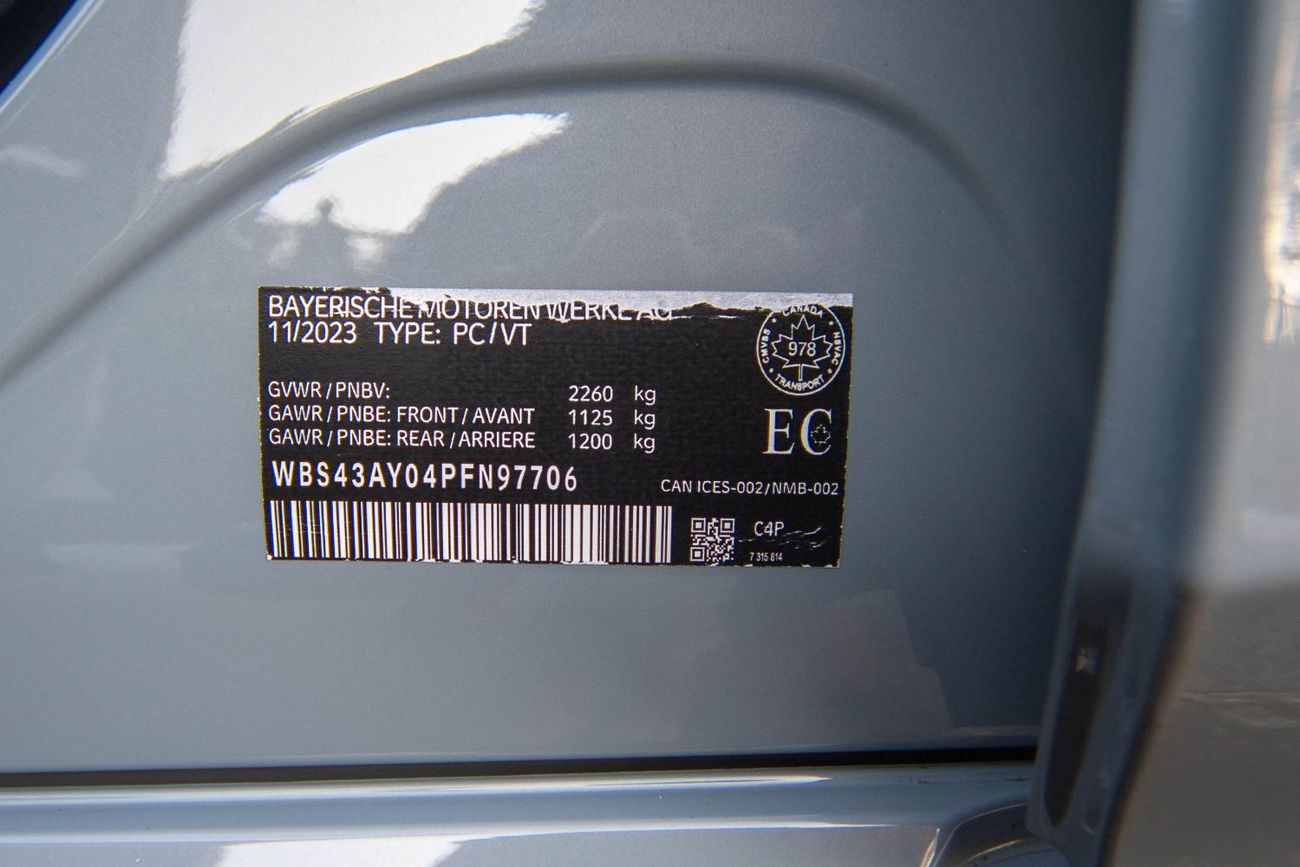 BAYERISCHE MOTOREN WERKE AG
11/2023 TYPE: PC/VT
GVWR/PNBV: 2260 kg
GAWR/PNBE: FRONT/AVANT 1125 kg
GAWR/PNBE: REAR/ARRIERE 1200 kg
WBS43AY04PFN97706
CANADA
CMVSS
978
NSVAC
TRANSPORT
EC
CAN ICES-002/NMB-002
C4P
7 315 814